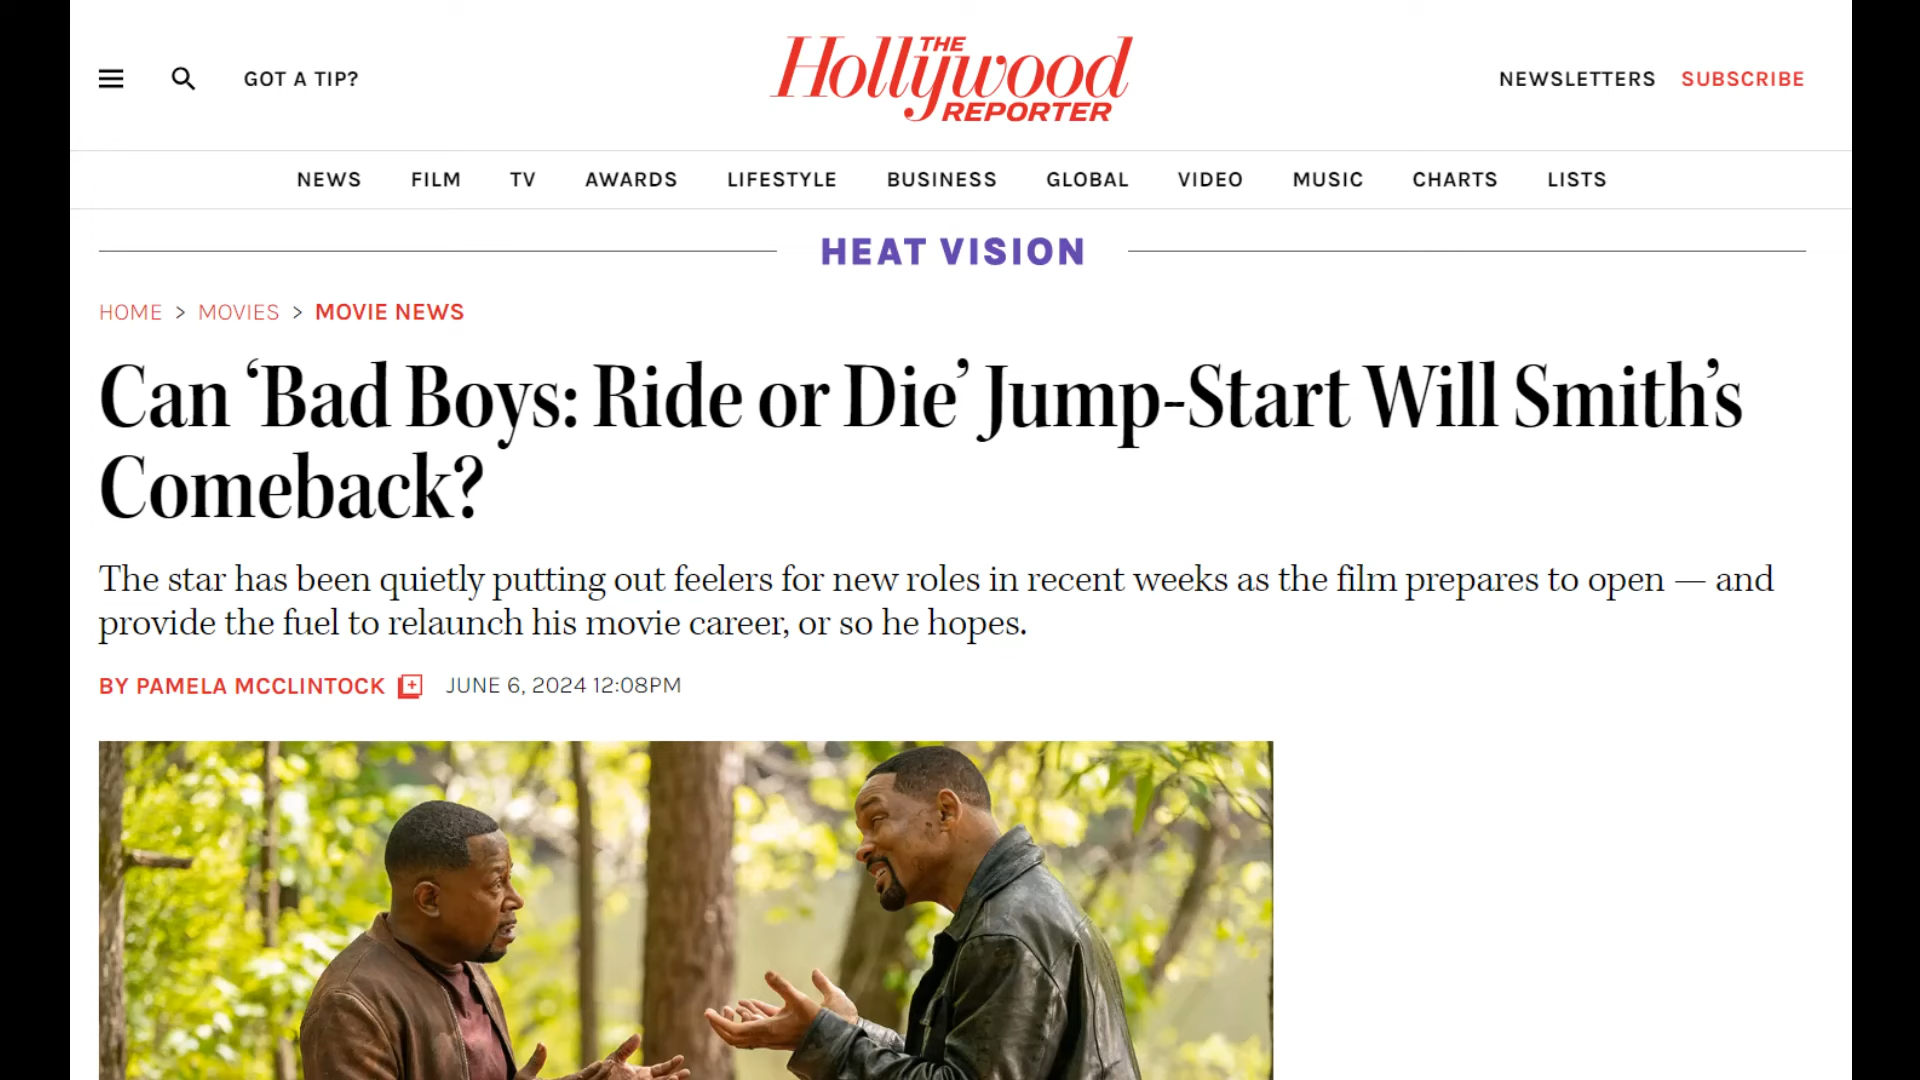 GOT A TIP?
THE
Hollywood
REPORTER
NEWSLETTERS SUBSCRIBE
NEWS FILM TV AWARDS LIFESTYLE BUSINESS GLOBAL VIDEO MUSIC CHARTS LISTS
HEAT VISION
HOME > MOVIES > MOVIE NEWS
Can ‘Bad Boys: Ride or Die’ Jump-Start Will Smith’s
Comeback?
The star has been quietly putting out feelers for new roles in recent weeks as the film prepares to open — and
provide the fuel to relaunch his movie career, or so he hopes.
BY PAMELA MCCLINTOCK JUNE 6, 2024 12:08PM